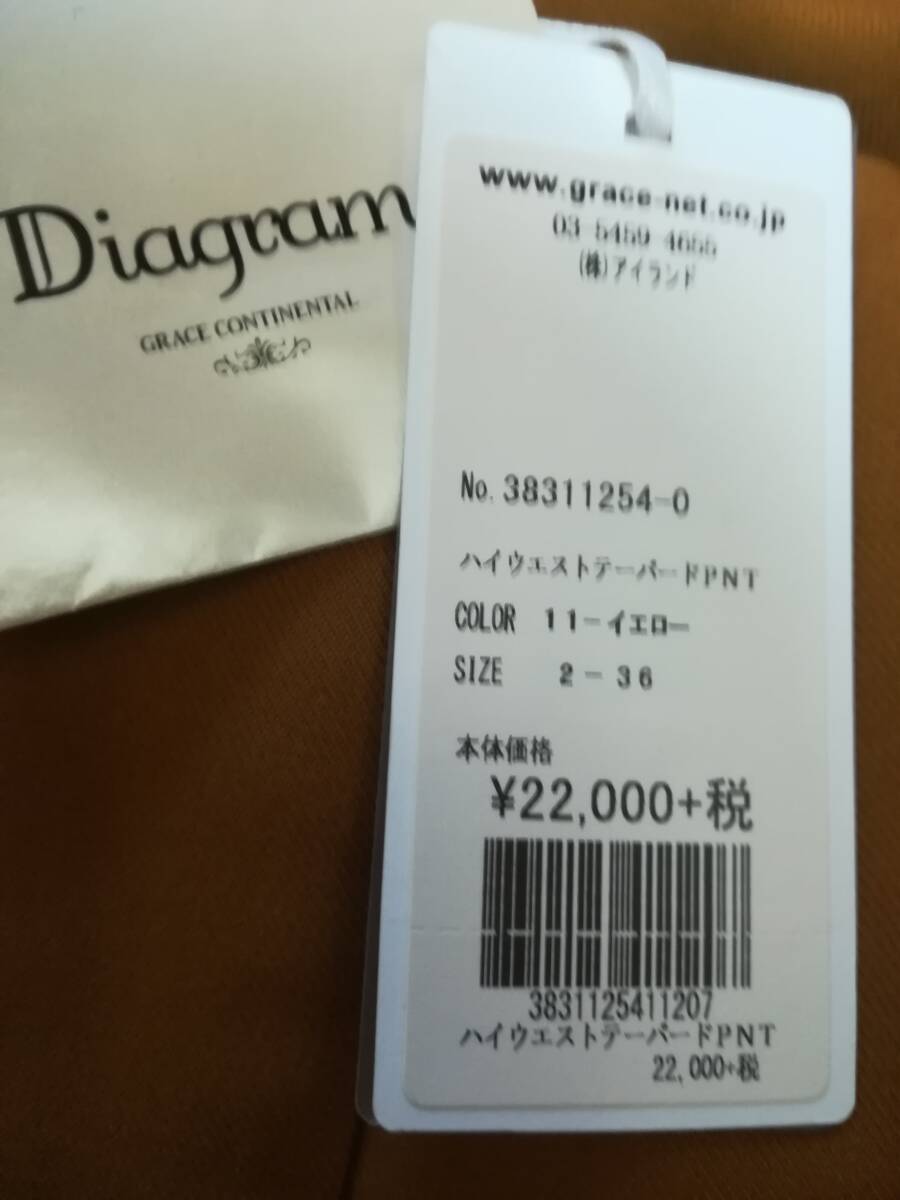 Diagram
GRACE CONTINENTAL
www.grace-net.co.jp
03 5459 4655
(株)アイランド
No. 38311254-0
ハイウエストテーパードPNT
COLOR 11-イエロー
SIZE 2-36
本体価格
¥22,000+税
3831125411207
ハイウエストテーパードPNT
22,000+税